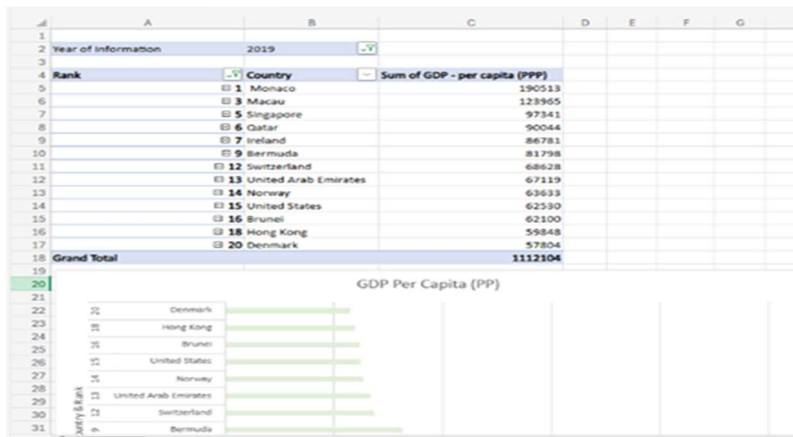 A B C D E F G
1
2 Year of Information 2019
3
4 Rank Country Sum of GDP - per capita (PPP)
5 1 Monaco 190513
6 3 Macau 123965
7 5 Singapore 97341
8 6 Qatar 90044
9 7 Ireland 86781
10 9 Bermuda 81798
11 12 Switzerland 68628
12 13 United Arab Emirates 67119
13 14 Norway 63633
14 15 United States 62530
15 16 Brunei 62100
16 18 Hong Kong 59848
17 20 Denmark 57804
18 Grand Total 1112104
19
20 GDP Per Capita (PP)
21
22 20 Denmark
23 18 Hong Kong
24
25 16 Brunei
26 15 United States
27 14 Norway
28
29 13 United Arab Emirates
30 12 Switzerland
31 9 Bermuda
untry & Rank